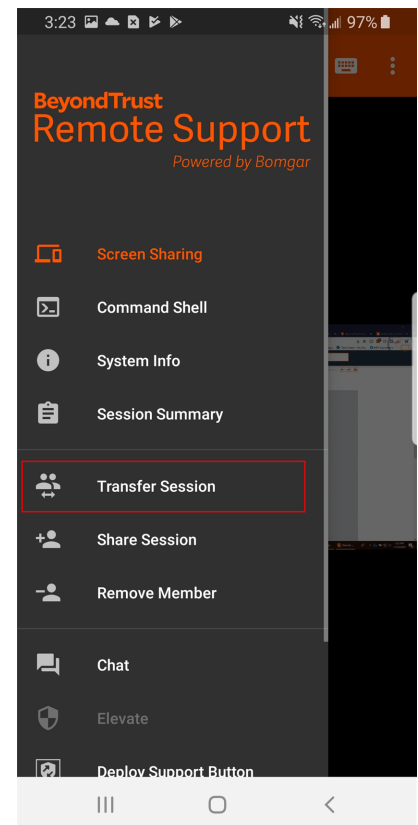 3:23
97%
BeyondTrust
Remote Support
Powered by Bomgar
Screen Sharing
Command Shell
System Info
Session Summary
Transfer Session
Share Session
Remove Member
Chat
Elevate
Deploy Support Button